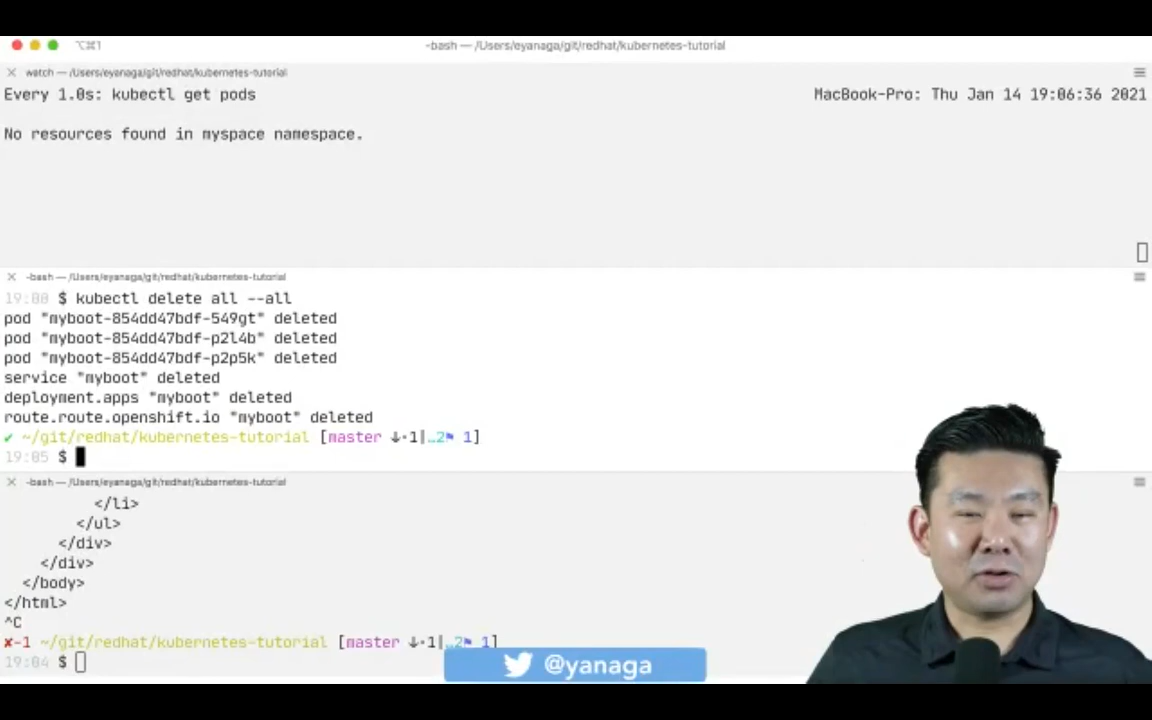 ⌥⌘1
-bash — /Users/eyanaga/git/redhat/kubernetes-tutorial
watch — /Users/eyanaga/git/redhat/kubernetes-tutorial
Every 1.0s: kubectl get pods
MacBook-Pro: Thu Jan 14 19:06:36 2021
No resources found in myspace namespace.
-bash — /Users/eyanaga/git/redhat/kubernetes-tutorial
19:00 $ kubectl delete all --all
pod "myboot-854dd47bdf-549gt" deleted
pod "myboot-854dd47bdf-p2l4b" deleted
pod "myboot-854dd47bdf-p2p5k" deleted
service "myboot" deleted
deployment.apps "myboot" deleted
route.route.openshift.io "myboot" deleted
✔ ~/git/redhat/kubernetes-tutorial [master ↓·1|…2⚑ 1]
19:05 $
-bash — /Users/eyanaga/git/redhat/kubernetes-tutorial
</li>
</ul>
</div>
</div>
</body>
</html>
^C
✘-1 ~/git/redhat/kubernetes-tutorial [master ↓·1|…2⚑ 1]
19:04 $
@yanaga